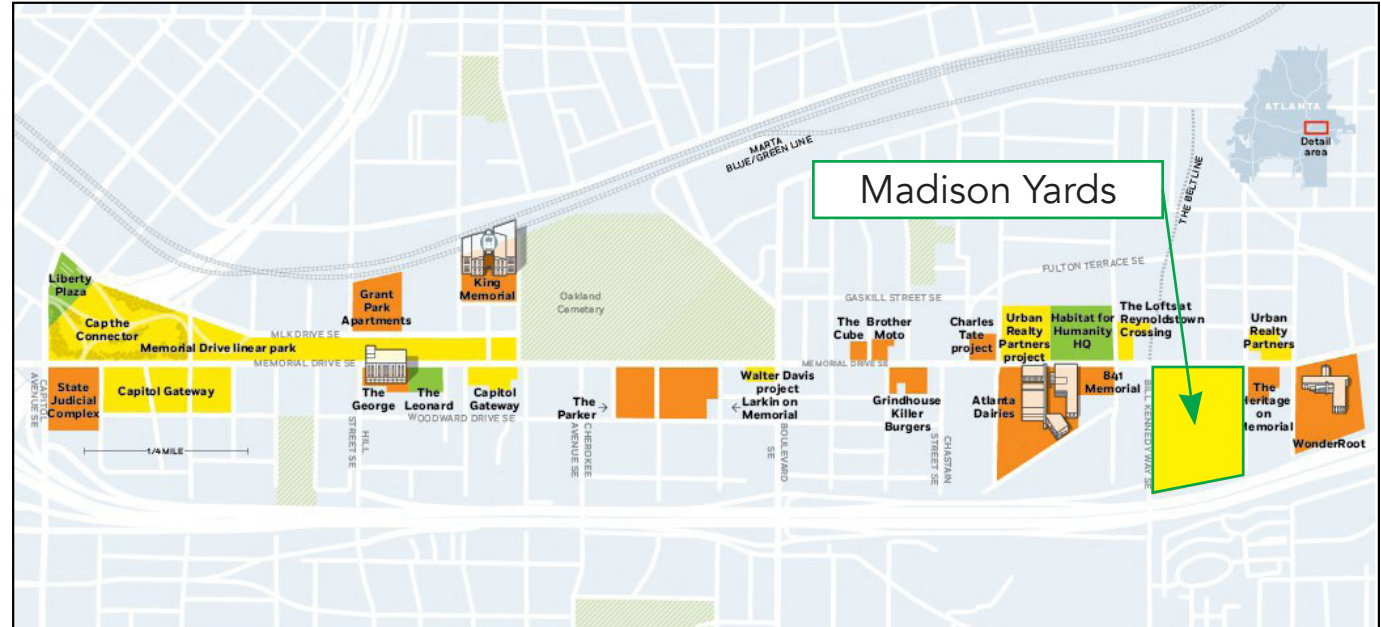 ATLANTA
Detail
area
MARTA
BLUE/GREEN LINE
Madison Yards
THE BELTLINE
Liberty
Plaza
Cap the
Connector
Memorial Drive linear park
MLK DRIVE SE
MEMORIAL DRIVE SE
Grant
Park
Apartments
King
Memorial
Oakland
Cemetery
FULTON TERRACE SE
GASKILL STREET SE
The
Cube
Brother
Moto
MEMORIAL DRIVE SE
Charles
Tate
project
Urban
Realty
Partners
project
Habitat for
Humanity
HQ
The Lofts at
Reynoldstown
Crossing
Urban
Realty
Partners
CAPITOL
AVENUE SE
State
Judicial
Complex
Capitol Gateway
The
George
The
Leonard
Capitol
Gateway
WOODWARD DRIVE SE
HILL
STREET SE
1/4 MILE
The
Parker
CHEROKEE
AVENUE SE
Walter Davis
project
Larkin on
Memorial
BOULEVARD
SE
Grindhouse
Killer
Burgers
CHASTAIN
STREET SE
Atlanta
Dairies
841
Memorial
BILL KENNEDY WAY SE
The
Heritage
on
Memorial
WonderRoot